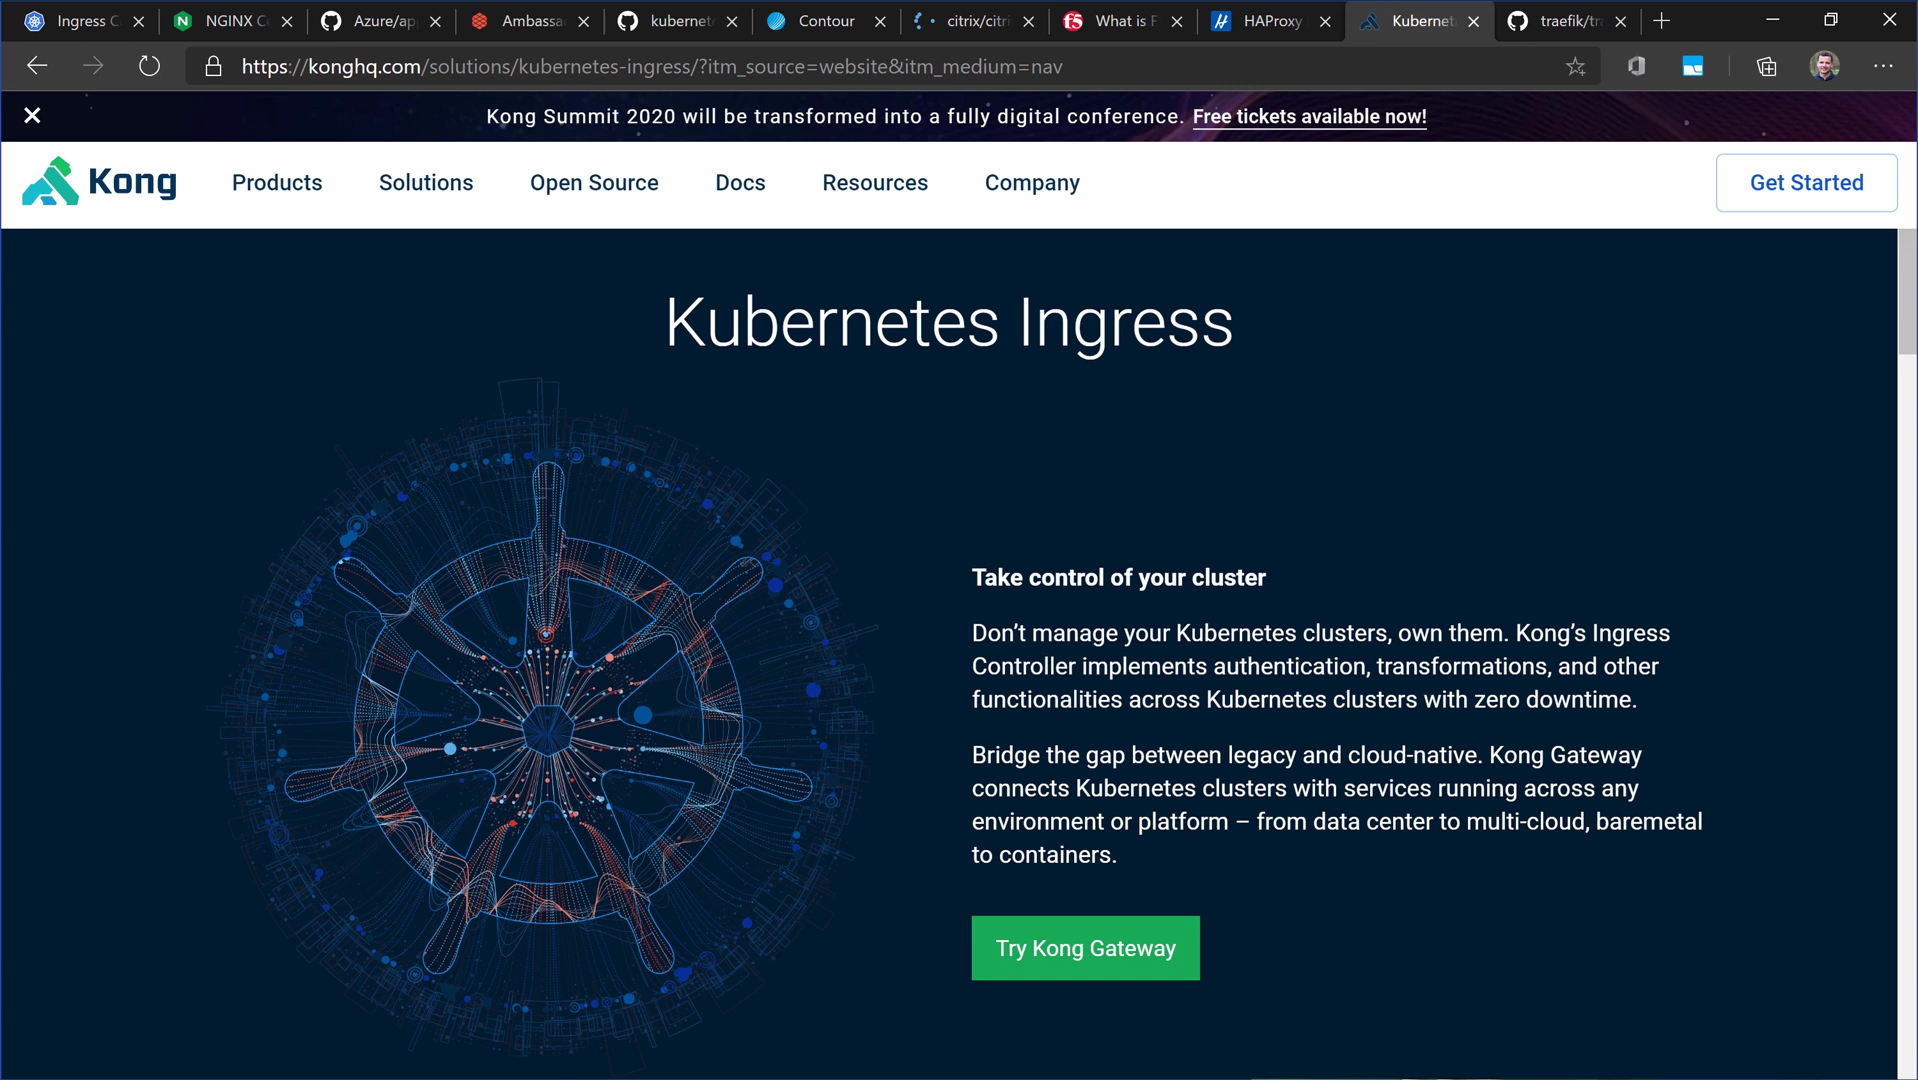 Ingress C
NGINX C
Azure/ap
Ambassa
kubernet
Contour
citrix/citri
What is F
HAProxy
Kubernet
traefik/tr
https://konghq.com/solutions/kubernetes-ingress/?itm_source=website&itm_medium=nav
Kong Summit 2020 will be transformed into a fully digital conference. Free tickets available now!
Kong
Products
Solutions
Open Source
Docs
Resources
Company
Get Started
Kubernetes Ingress
Take control of your cluster
Don’t manage your Kubernetes clusters, own them. Kong’s Ingress
Controller implements authentication, transformations, and other
functionalities across Kubernetes clusters with zero downtime.
Bridge the gap between legacy and cloud-native. Kong Gateway
connects Kubernetes clusters with services running across any
environment or platform – from data center to multi-cloud, baremetal
to containers.
Try Kong Gateway